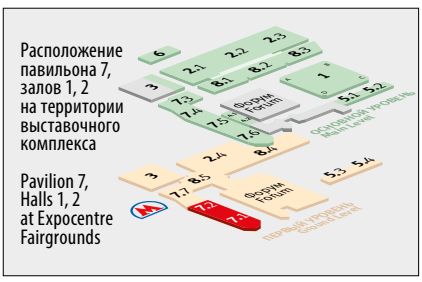 Расположение
павильона 7,
залов 1, 2
на территории
выставочного
комплекса
Pavilion 7,
Halls 1, 2
at Expocentre
Fairgrounds
6
2.1
2.2
2.3
3
8.1
8.2
8.3
B
C
A
D
1
7.3
7.4
7.5
7.6
Форум
Forum
5.1
5.2
ОСНОВНОЙ УРОВЕНЬ
Main Level
3
2.4
8.4
7.7
8.5
Форум
Forum
5.3
5.4
М
7.2
7.1
ПЕРВЫЙ УРОВЕНЬ
Ground Level